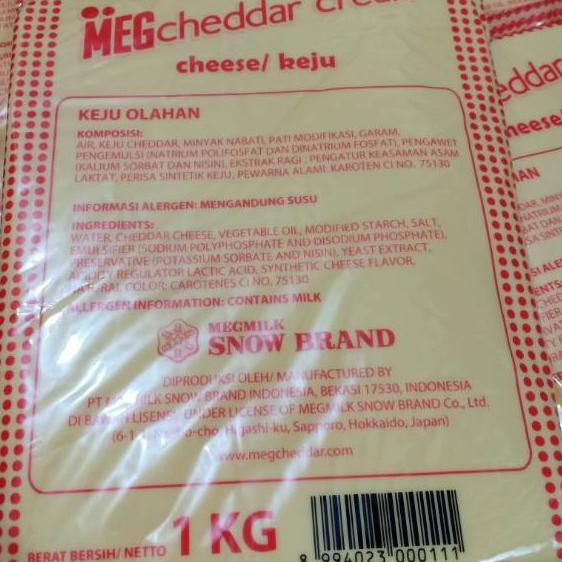 MEGcheddar
cheese/ keju
KEJU OLAHAN
KOMPOSISI:
AIR, KEJU CHEDDAR, MINYAK NABATI, PATI MODIFIKASI, GARAM,
PENGEMULSI (NATRIUM POLIFOSFAT DAN DINATRIUM FOSFAT), PENGAWET
(KALIUM SORBAT DAN NISIN), EKSTRAK RAGI, PENGATUR KEASAMAN ASAM
LAKTAT, PERISA SINTETIK KEJU, PEWARNA ALAMI: KAROTEN CI NO. 75130
INFORMASI ALERGEN: MENGANDUNG SUSU
INGREDIENTS:
WATER, CHEDDAR CHEESE, VEGETABLE OIL, MODIFIED STARCH, SALT,
EMULSIFIER (SODIUM POLYPHOSPHATE AND DISODIUM PHOSPHATE),
PRESERVATIVE (POTASSIUM SORBATE AND NISIN), YEAST EXTRACT,
ACIDITY REGULATOR LACTIC ACID, SYNTHETIC CHEESE FLAVOR,
NATURAL COLOR: CAROTENES CI NO. 75130
ALLERGEN INFORMATION: CONTAINS MILK
MEGMILK
SNOW BRAND
DIPRODUKSI OLEH/ MANUFACTURED BY
PT MEGMILK SNOW BRAND INDONESIA, BEKASI 17530, INDONESIA
DI BAWAH LISENSI/ UNDER LICENSE OF MEGMILK SNOW BRAND Co., Ltd.
Higashi-ku, Sapporo, Hokkaido, Japan)
www.megcheddar.com
BERAT BERSIH/ NETTO 1 KG
8 994023 000111